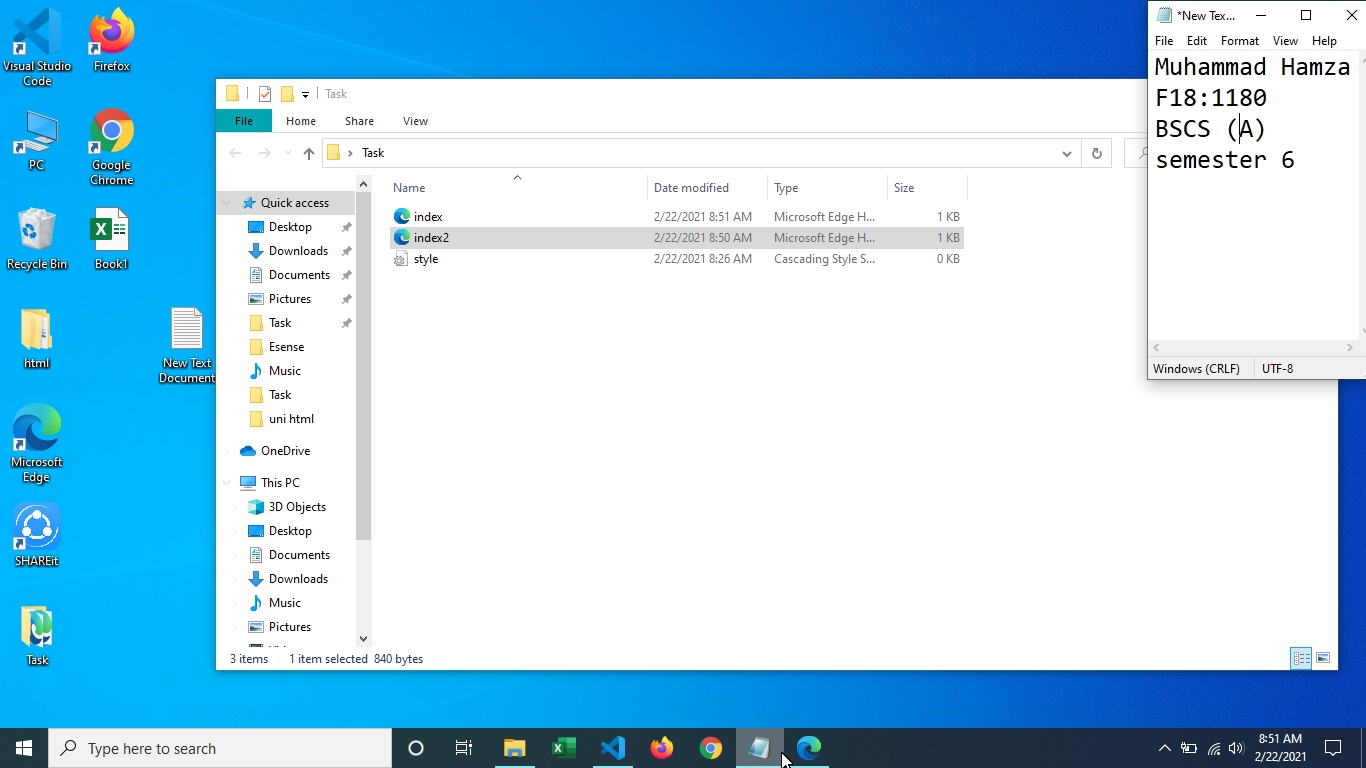 Visual Studio
Code
Firefox
PC
Google
Chrome
Recycle Bin
Book1
html
New Text
Document
Microsoft
Edge
SHAREit
Task
Task
File
Home
Share
View
Task
Name
Date modified
Type
Size
index
2/22/2021 8:51 AM
Microsoft Edge H...
1 KB
index2
2/22/2021 8:50 AM
Microsoft Edge H...
1 KB
style
2/22/2021 8:26 AM
Cascading Style S...
0 KB
Quick access
Desktop
Downloads
Documents
Pictures
Task
Esense
Music
Task
uni html
OneDrive
This PC
3D Objects
Desktop
Documents
Downloads
Music
Pictures
3 items
1 item selected 840 bytes
*New Tex...
File Edit Format View Help
Muhammad Hamza
F18:1180
BSCS (A)
semester 6
Windows (CRLF)
UTF-8
Type here to search
8:51 AM
2/22/2021